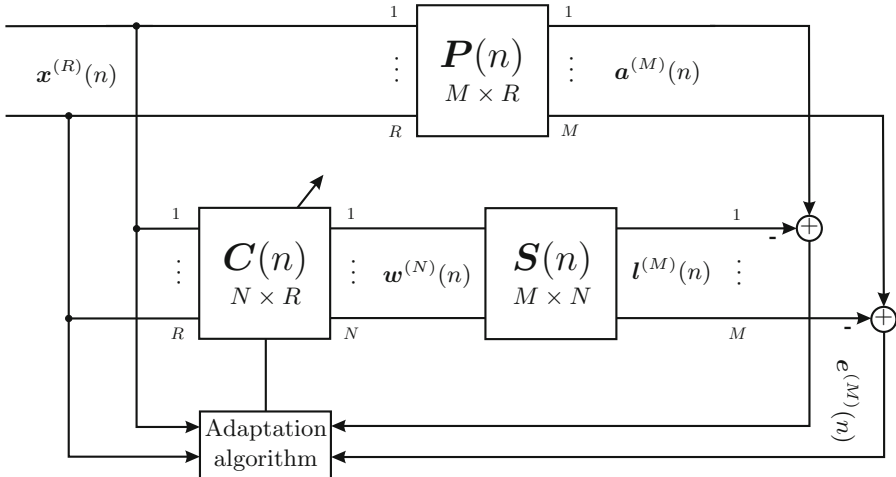 1
1
x^(R)(n)
⋮
P(n)
M × R
⋮
a^(M)(n)
R
M
1
1
1
-
+
⋮
C(n)
N × R
⋮
w^(N)(n)
S(n)
M × N
l^(M)(n)
⋮
+
R
N
M
-
e^(M)(n)
Adaptation
algorithm